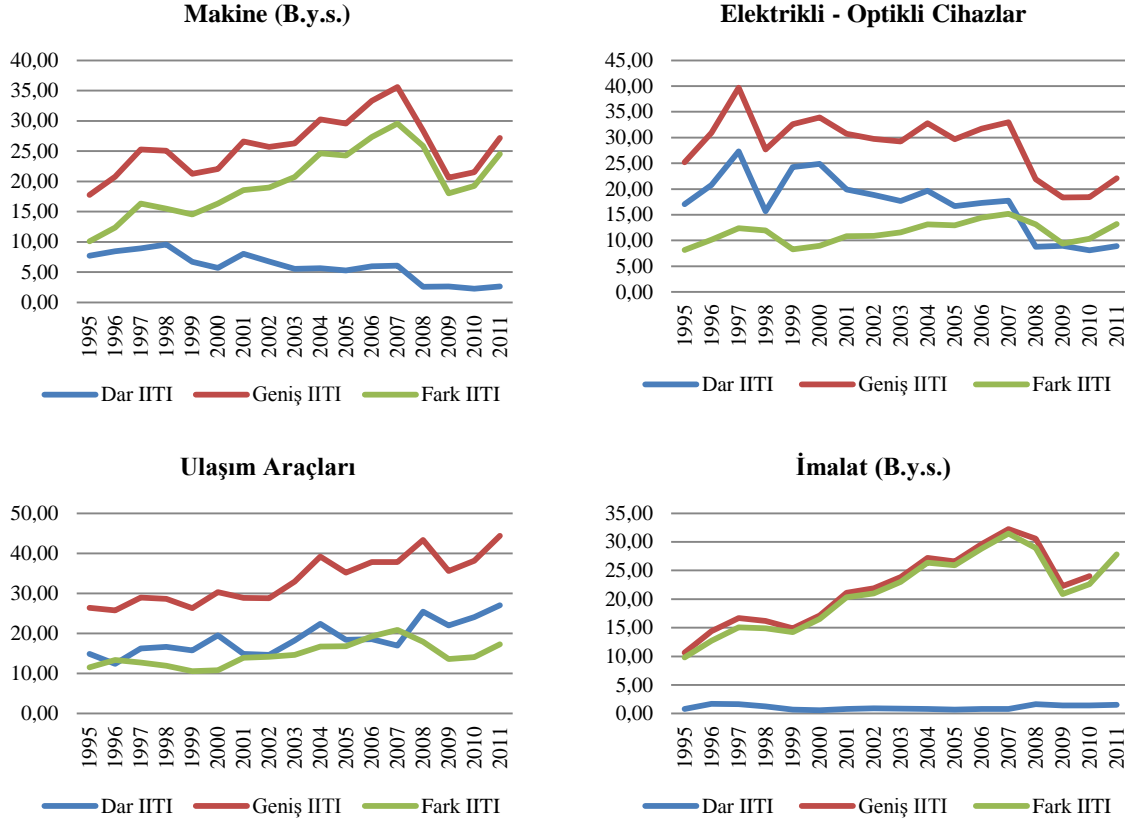 Makine (B.y.s.)
40,00
35,00
30,00
25,00
20,00
15,00
10,00
5,00
0,00
1995 1996 1997 1998 1999 2000 2001 2002 2003 2004 2005 2006 2007 2008 2009 2010 2011
Dar IITI Geniş IITI Fark IITI
Elektrikli - Optikli Cihazlar
45,00
40,00
35,00
30,00
25,00
20,00
15,00
10,00
5,00
0,00
1995 1996 1997 1998 1999 2000 2001 2002 2003 2004 2005 2006 2007 2008 2009 2010 2011
Dar IITI Geniş IITI Fark IITI
Ulaşım Araçları
50,00
40,00
30,00
20,00
10,00
0,00
1995 1996 1997 1998 1999 2000 2001 2002 2003 2004 2005 2006 2007 2008 2009 2010 2011
Dar IITI Geniş IITI Fark IITI
İmalat (B.y.s.)
35,00
30,00
25,00
20,00
15,00
10,00
5,00
0,00
1995 1996 1997 1998 1999 2000 2001 2002 2003 2004 2005 2006 2007 2008 2009 2010 2011
Dar IITI Geniş IITI Fark IITI